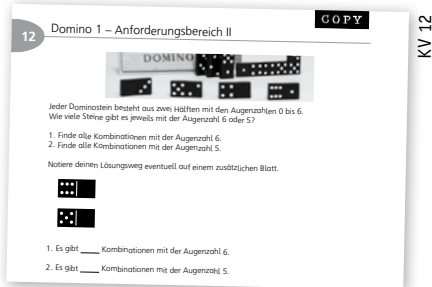 COPY
12
Domino 1 – Anforderungsbereich II
KV 12
DOMINO
Jeder Dominostein besteht aus zwei Hälften mit den Augenzahlen 0 bis 6.
Wie viele Steine gibt es jeweils mit der Augenzahl 6 oder 5?
1. Finde alle Kombinationen mit der Augenzahl 6.
2. Finde alle Kombinationen mit der Augenzahl 5.
Notiere deinen Lösungsweg eventuell auf einem zusätzlichen Blatt.
1. Es gibt ____ Kombinationen mit der Augenzahl 6.
2. Es gibt ____ Kombinationen mit der Augenzahl 5.